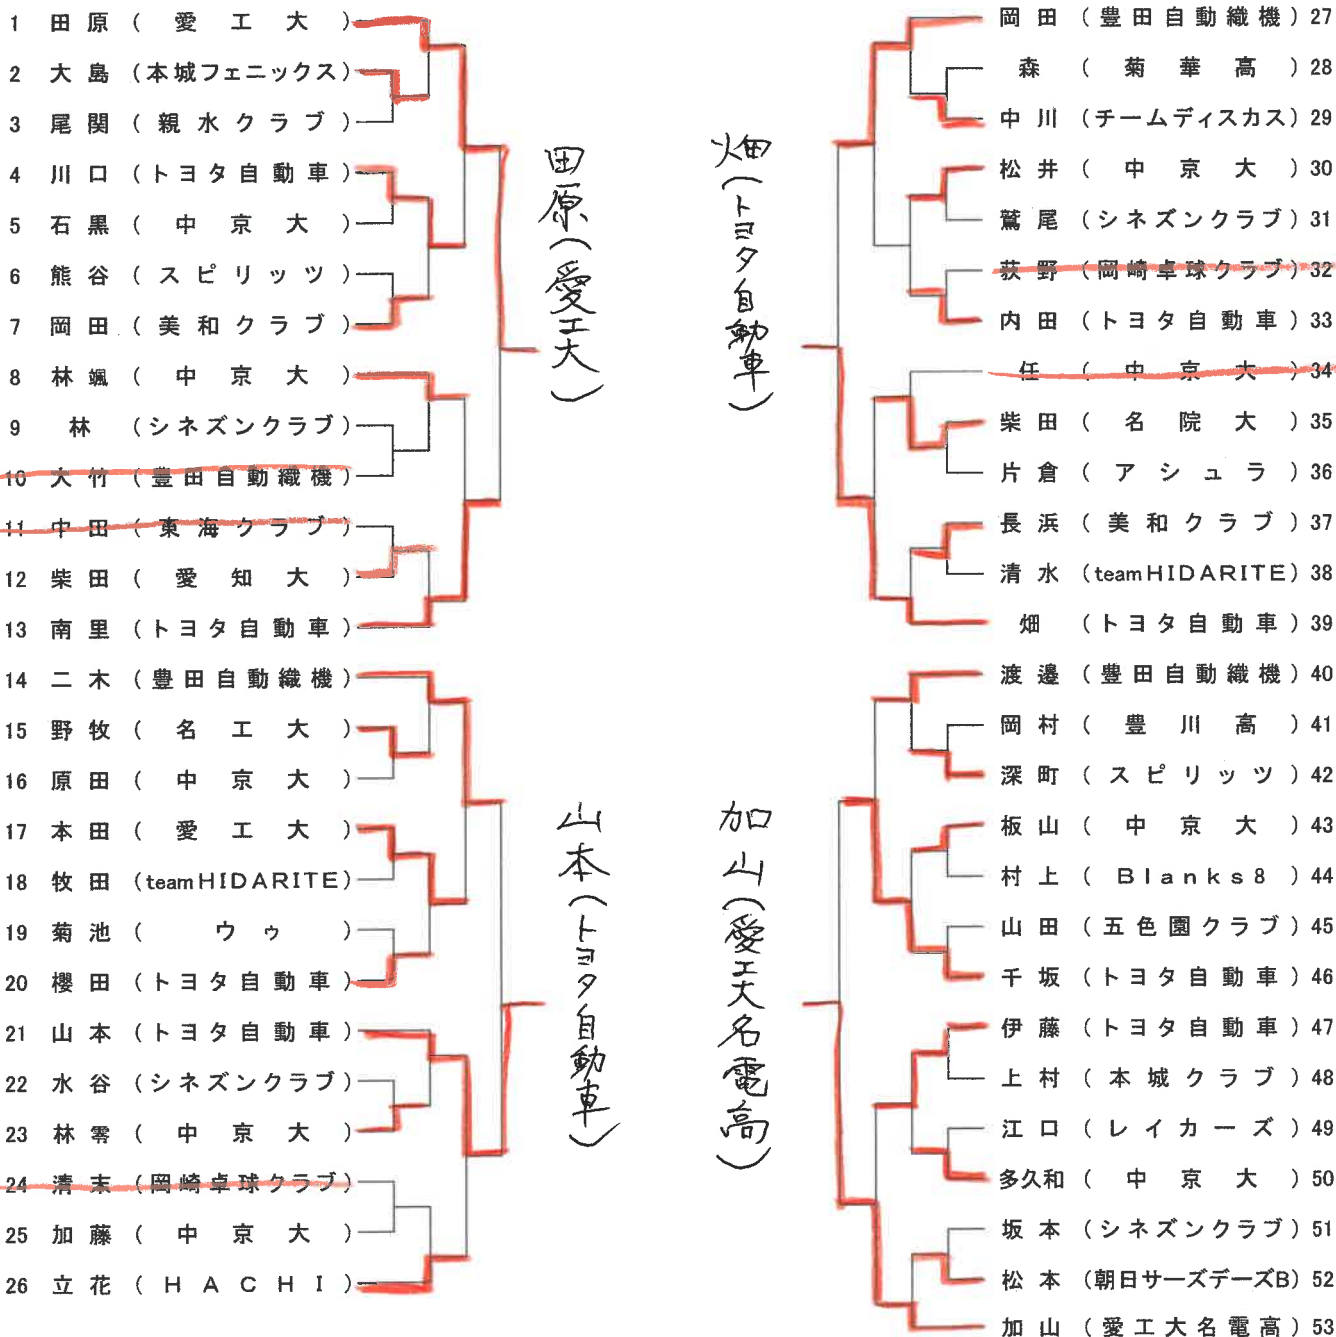 1 田原 (愛工大)
2 大島 (本城フェニックス)
3 尾関 (親水クラブ)
4 川口 (トヨタ自動車)
5 石黒 (中京大)
6 熊谷 (スピリッツ)
7 岡田 (美和クラブ)
8 林颯 (中京大)
9 林 (シネズンクラブ)
10 大竹 (豊田自動織機)
11 中田 (東海クラブ)
12 柴田 (愛知大)
13 南里 (トヨタ自動車)
14 二木 (豊田自動織機)
15 野牧 (名工大)
16 原田 (中京大)
17 本田 (愛工大)
18 牧田 (teamHIDARITE)
19 菊池 (ウゥ)
20 櫻田 (トヨタ自動車)
21 山本 (トヨタ自動車)
22 水谷 (シネズンクラブ)
23 林零 (中京大)
24 清末 (岡崎卓球クラブ)
25 加藤 (中京大)
26 立花 (HACHI)
田原(愛工大)
山本(トヨタ自動車)
畑(トヨタ自動車)
加山(愛工大名電高)
岡田 (豊田自動織機) 27
森 (菊華高) 28
中川 (チームディスカス) 29
松井 (中京大) 30
鷲尾 (シネズンクラブ) 31
荻野 (岡崎卓球クラブ) 32
内田 (トヨタ自動車) 33
任 (中京大) 34
柴田 (名院大) 35
片倉 (アシュラ) 36
長浜 (美和クラブ) 37
清水 (teamHIDARITE) 38
畑 (トヨタ自動車) 39
渡邉 (豊田自動織機) 40
岡村 (豊川高) 41
深町 (スピリッツ) 42
板山 (中京大) 43
村上 (Blanks8) 44
山田 (五色園クラブ) 45
千坂 (トヨタ自動車) 46
伊藤 (トヨタ自動車) 47
上村 (本城クラブ) 48
江口 (レイカーズ) 49
多久和 (中京大) 50
坂本 (シネズンクラブ) 51
松本 (朝日サーズデーズB) 52
加山 (愛工大名電高) 53